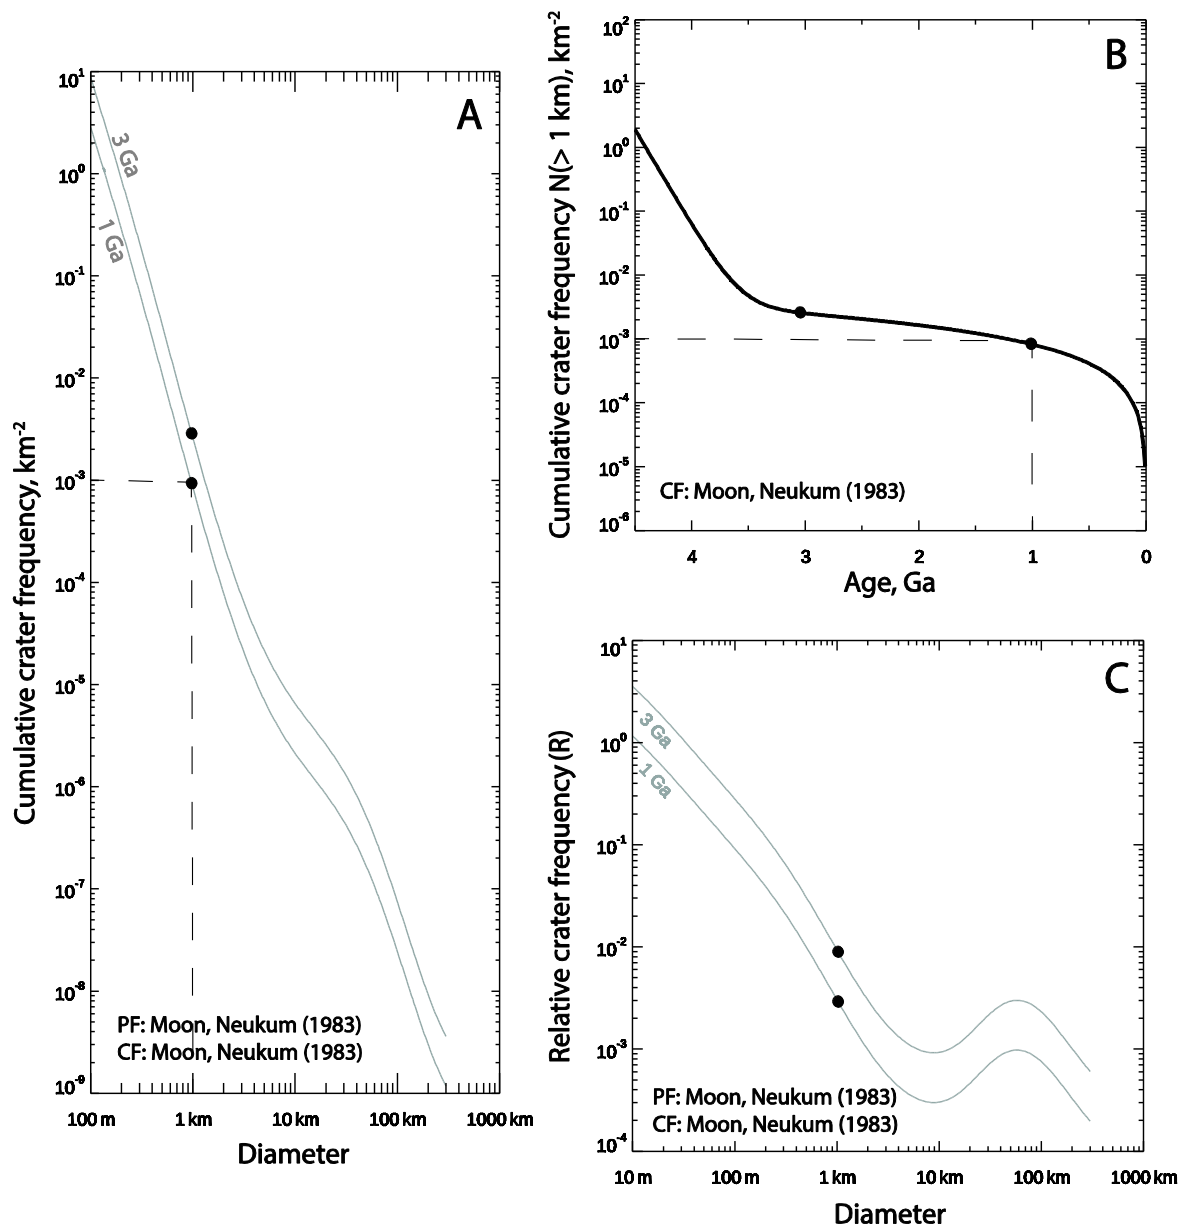 A
10¹
10⁰
10⁻¹
10⁻²
10⁻³
10⁻⁴
10⁻⁵
10⁻⁶
10⁻⁷
10⁻⁸
10⁻⁹
Cumulative crater frequency, km⁻²
3 Ga
1 Ga
PF: Moon, Neukum (1983)
CF: Moon, Neukum (1983)
100 m 1 km 10 km 100 km 1000 km
Diameter
B
10²
10¹
10⁰
10⁻¹
10⁻²
10⁻³
10⁻⁴
10⁻⁵
10⁻⁶
Cumulative crater frequency N(> 1 km), km⁻²
CF: Moon, Neukum (1983)
4 3 2 1 0
Age, Ga
C
10¹
10⁰
10⁻¹
10⁻²
10⁻³
10⁻⁴
Relative crater frequency (R)
3 Ga
1 Ga
PF: Moon, Neukum (1983)
CF: Moon, Neukum (1983)
10 m 100 m 1 km 10 km 100 km 1000 km
Diameter